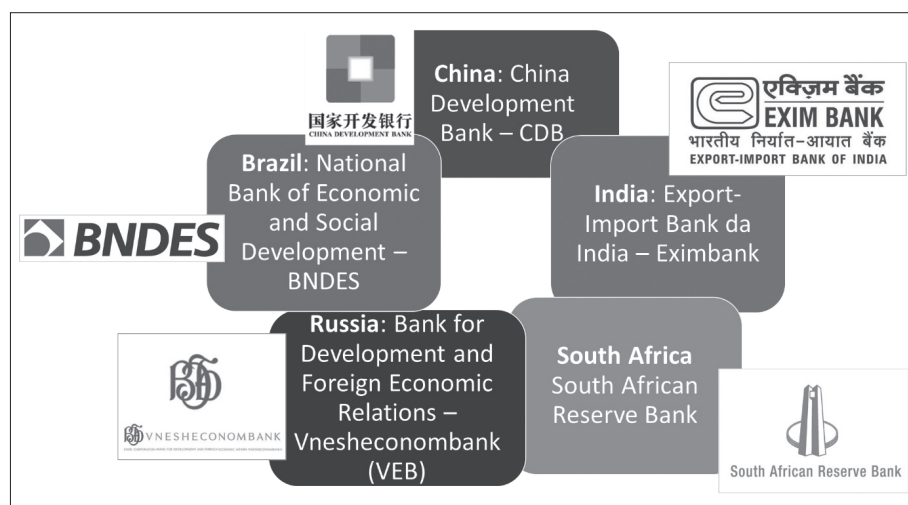 国家开发银行
CHINA DEVELOPMENT BANK
China: China
Development
Bank – CDB
एक्ज़िम बैंक
EXIM BANK
भारतीय निर्यात-आयात बैंक
EXPORT-IMPORT BANK OF INDIA
Brazil: National
Bank of Economic
and Social
Development –
BNDES
BNDES
India: Export-
Import Bank da
India – Eximbank
Russia: Bank for
Development and
Foreign Economic
Relations –
Vnesheconombank
(VEB)
VNESHECONOMBANK
South Africa
South African
Reserve Bank
South African Reserve Bank